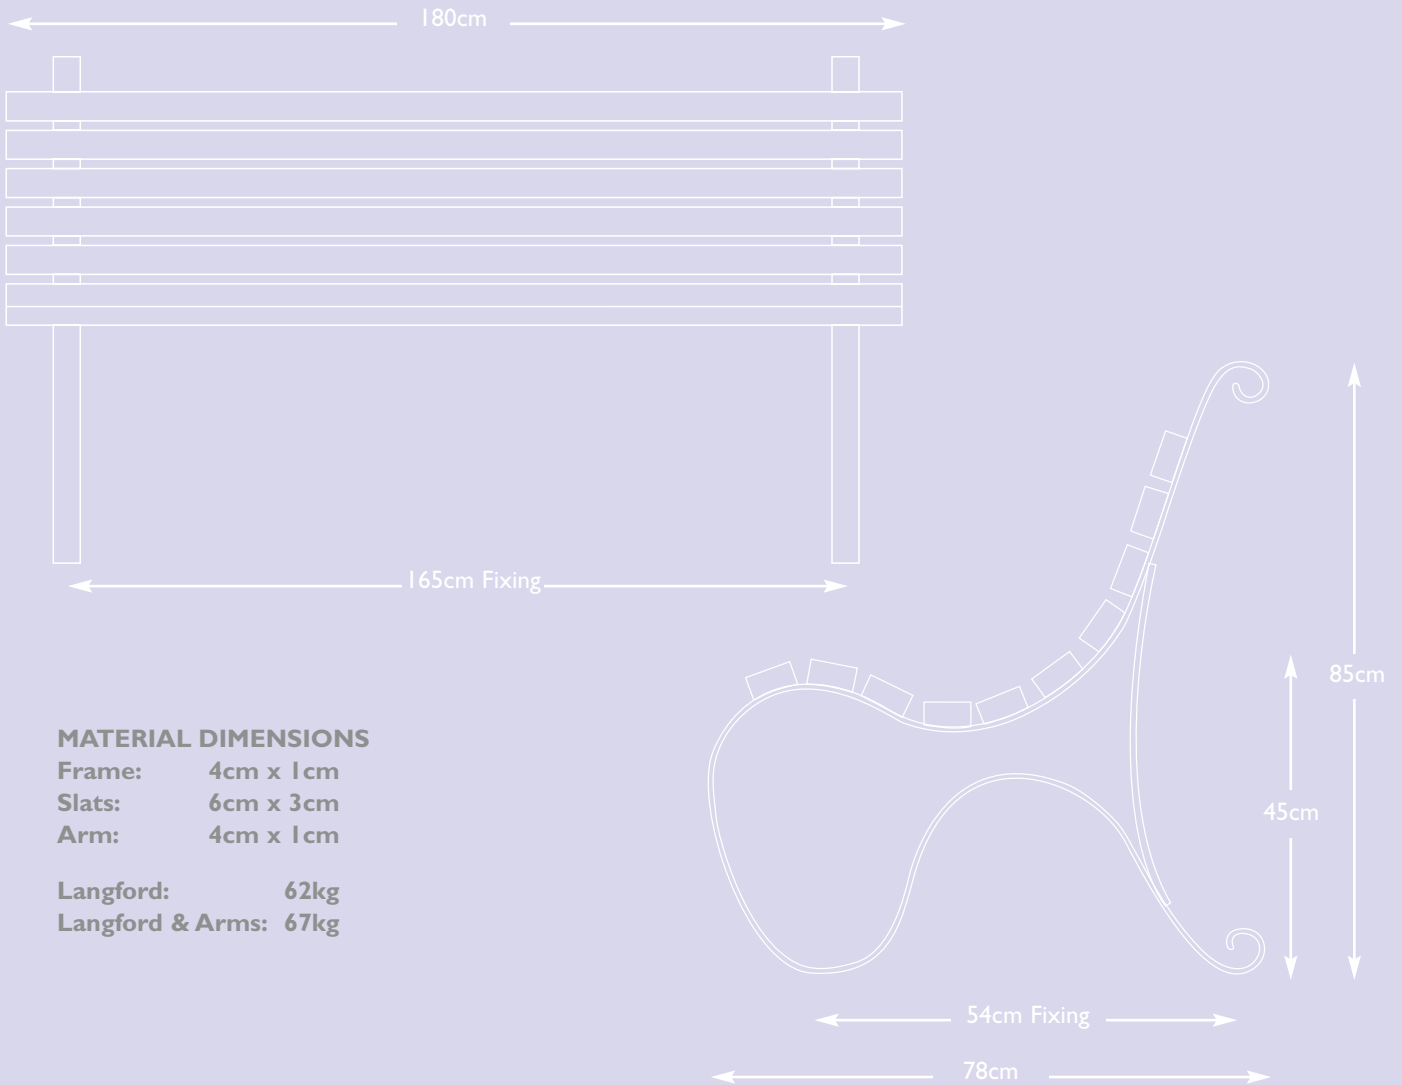 180cm
165cm Fixing
85cm
45cm
MATERIAL DIMENSIONS
Frame: 4cm x 1cm
Slats: 6cm x 3cm
Arm: 4cm x 1cm
Langford: 62kg
Langford & Arms: 67kg
54cm Fixing
78cm